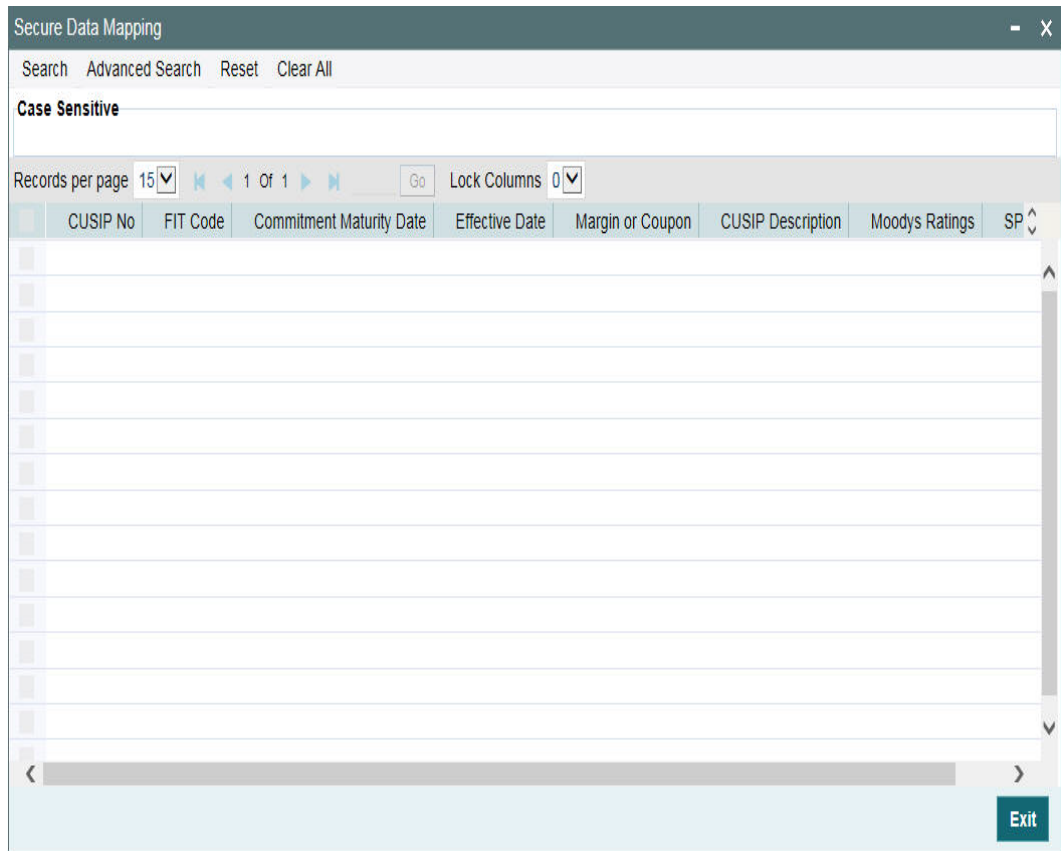 Secure Data Mapping
Search Advanced Search Reset Clear All
Case Sensitive
Records per page 15 1 Of 1 Go Lock Columns 0
CUSIP No FIT Code Commitment Maturity Date Effective Date Margin or Coupon CUSIP Description Moodys Ratings SP
Exit